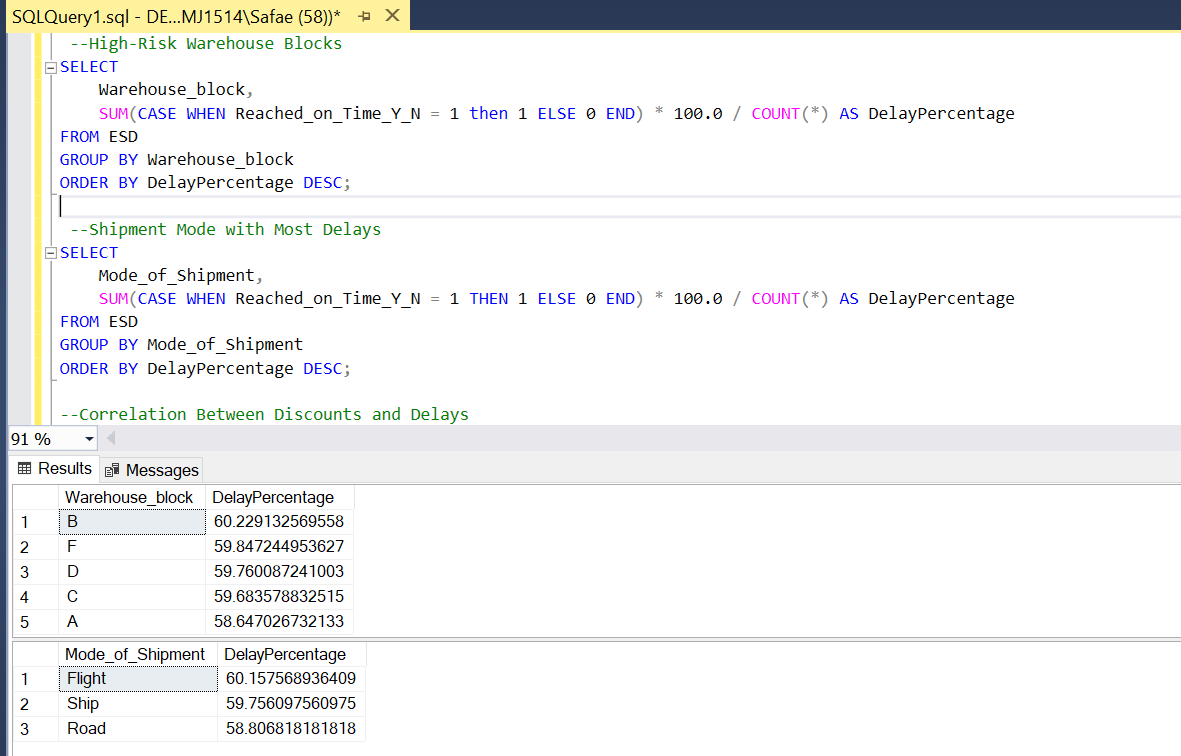 SQLQuery1.sql - DE...MJ1514\Safae (58))*
--High-Risk Warehouse Blocks
SELECT
Warehouse_block,
SUM(CASE WHEN Reached_on_Time_Y_N = 1 then 1 ELSE 0 END) * 100.0 / COUNT(*) AS DelayPercentage
FROM ESD
GROUP BY Warehouse_block
ORDER BY DelayPercentage DESC;
--Shipment Mode with Most Delays
SELECT
Mode_of_Shipment,
SUM(CASE WHEN Reached_on_Time_Y_N = 1 THEN 1 ELSE 0 END) * 100.0 / COUNT(*) AS DelayPercentage
FROM ESD
GROUP BY Mode_of_Shipment
ORDER BY DelayPercentage DESC;
--Correlation Between Discounts and Delays
91 %
Results Messages
Warehouse_block DelayPercentage
1 B 60.229132569558
2 F 59.847244953627
3 D 59.760087241003
4 C 59.683578832515
5 A 58.647026732133
Mode_of_Shipment DelayPercentage
1 Flight 60.157568936409
2 Ship 59.756097560975
3 Road 58.806818181818